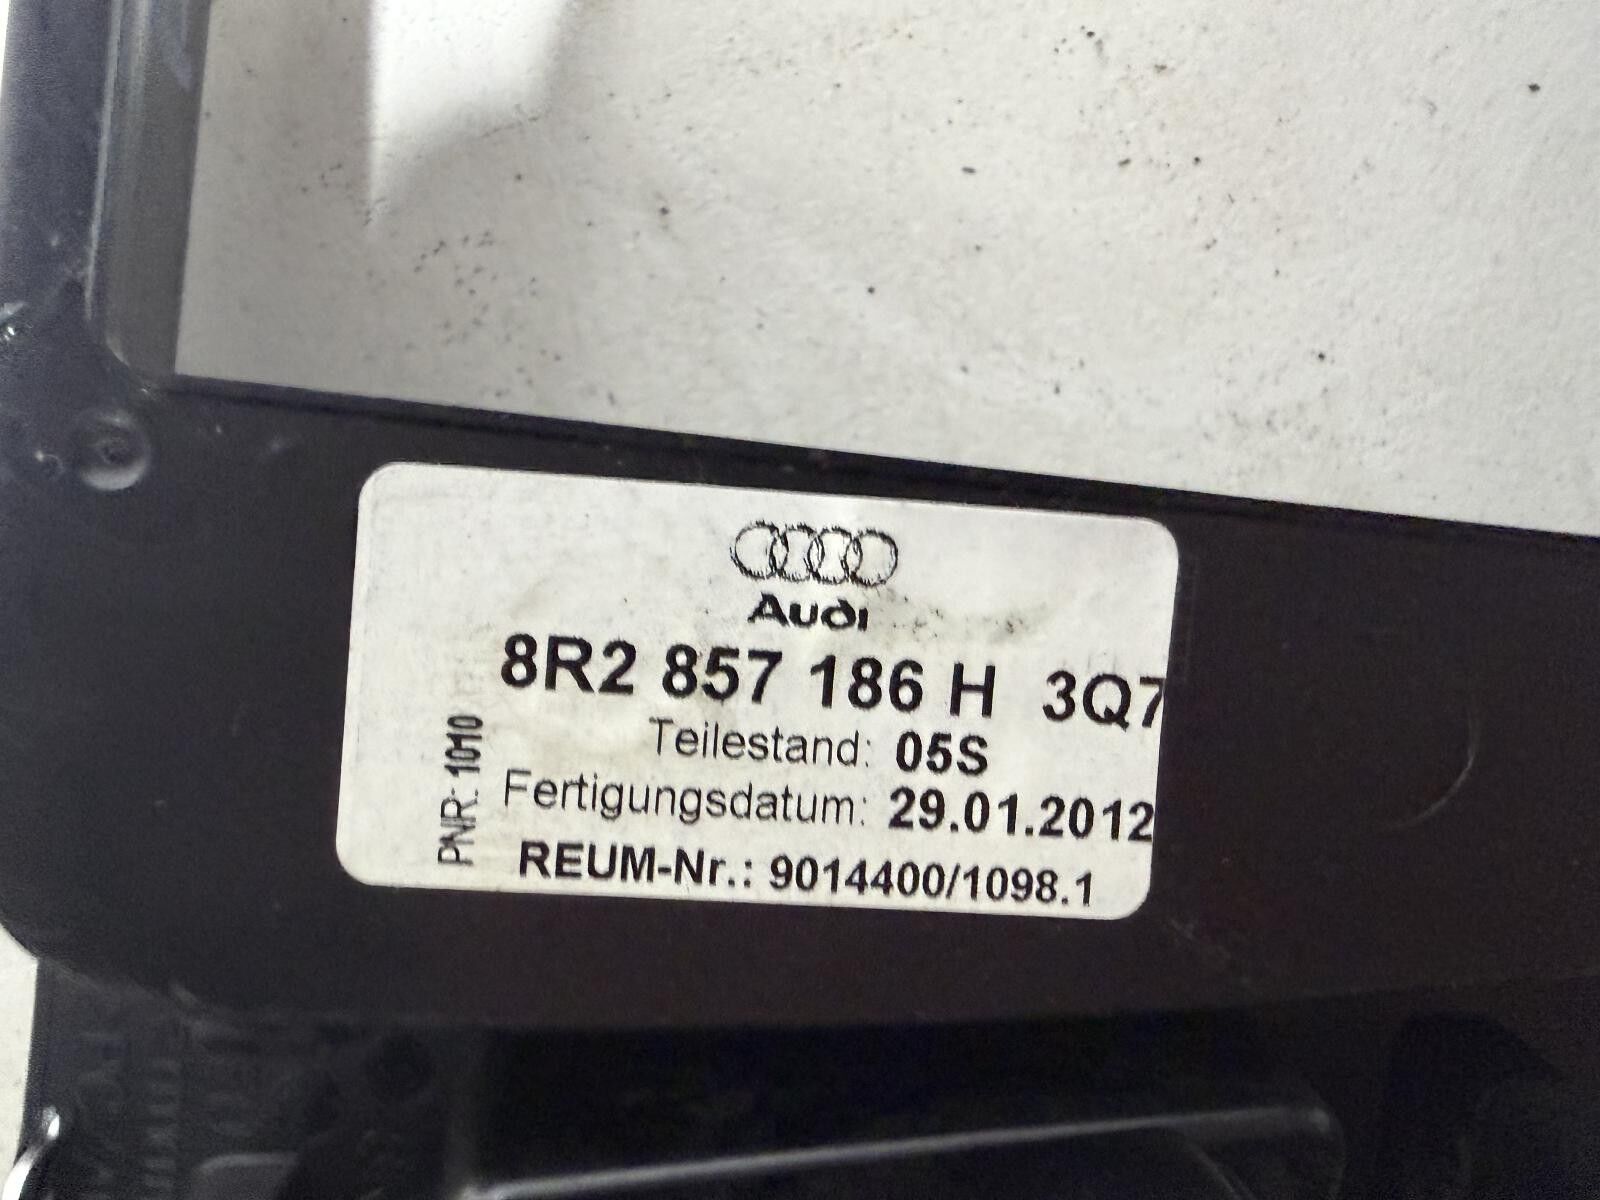 Audi
8R2 857 186 H 3Q7
Teilestand: 05S
Fertigungsdatum: 29.01.2012
REUM-Nr.: 9014400/1098.1
PNR.: 1010